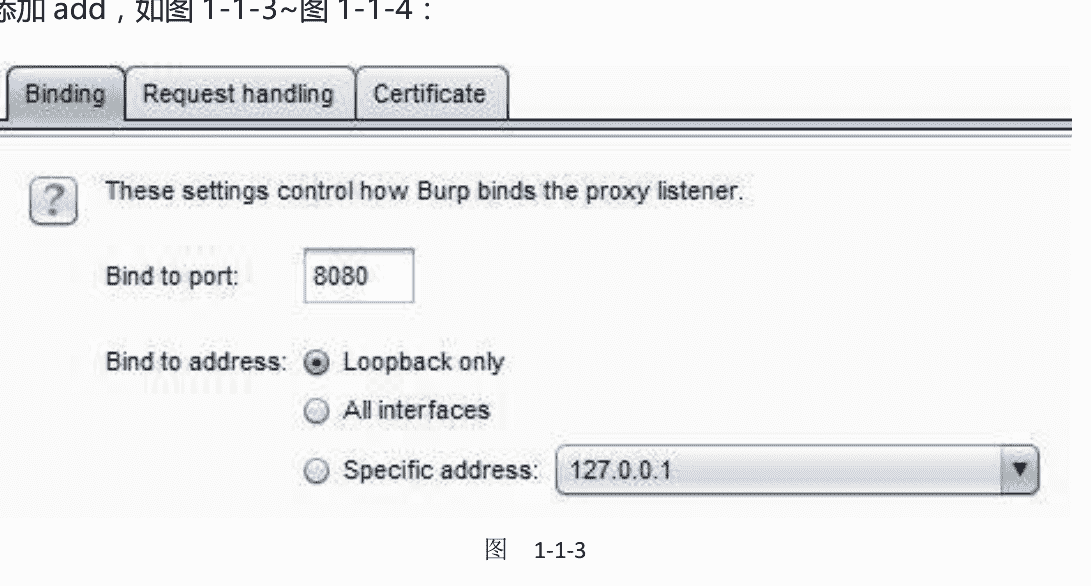 添加 add，如图 1-1-3~图 1-1-4：
Binding Request handling Certificate
? These settings control how Burp binds the proxy listener.
Bind to port: 8080
Bind to address: Loopback only
All interfaces
Specific address: 127.0.0.1
图 1-1-3